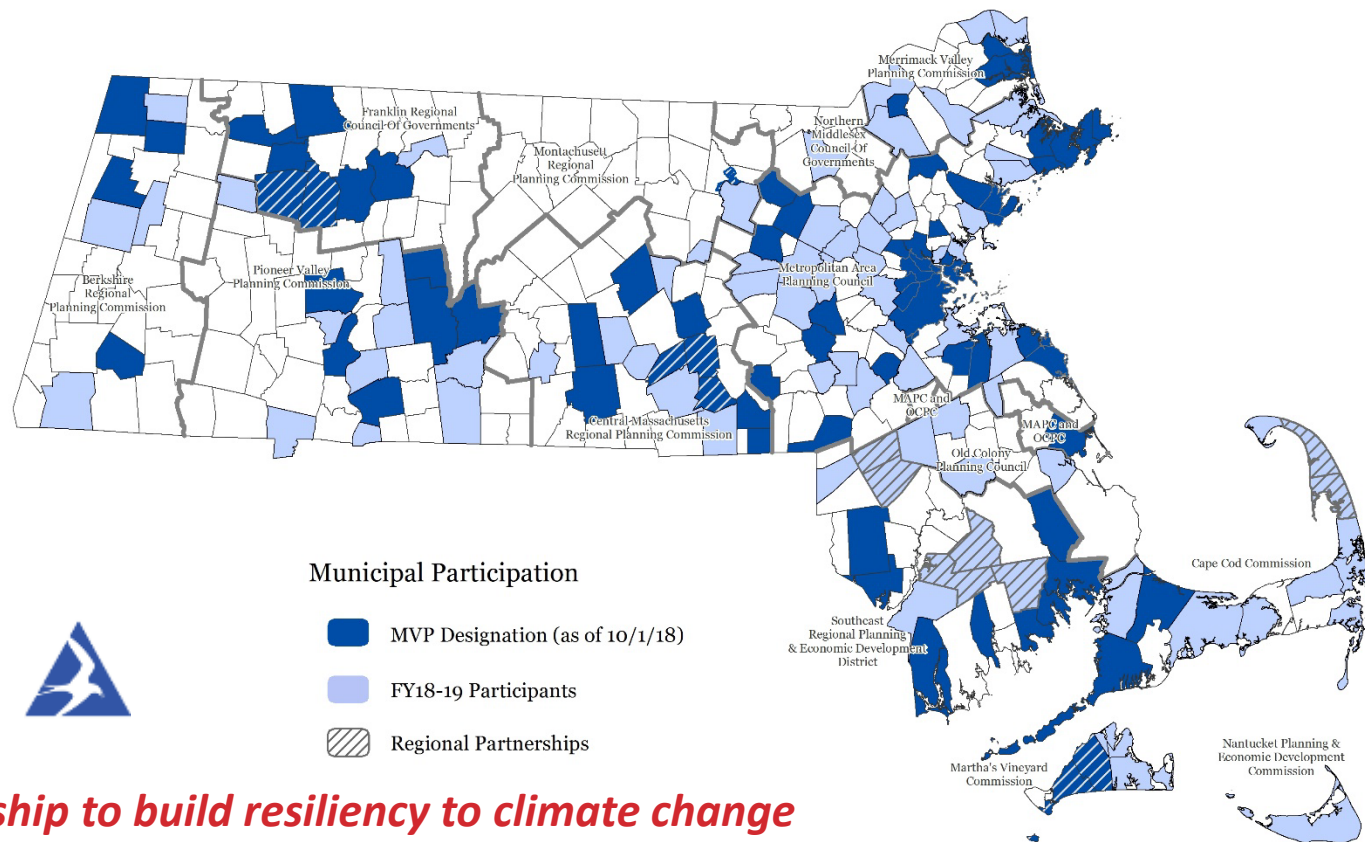 Merrimack Valley
Planning Commission
Franklin Regional
Council Of Governments
Northern
Middlesex
Council Of
Governments
Montachusett
Regional
Planning Commission
Berkshire
Regional
Planning Commission
Pioneer Valley
Planning Commission
Metropolitan Area
Planning Council
Central Massachusetts
Regional Planning Commission
MAPC and
OCPC
MAPC and
OCPC
Old Colony
Planning Council
Cape Cod Commission
Southeast
Regional Planning
& Economic Development
District
Martha's Vineyard
Commission
Nantucket Planning &
Economic Development
Commission
Municipal Participation
MVP Designation (as of 10/1/18)
FY18-19 Participants
Regional Partnerships
ship to build resiliency to climate change